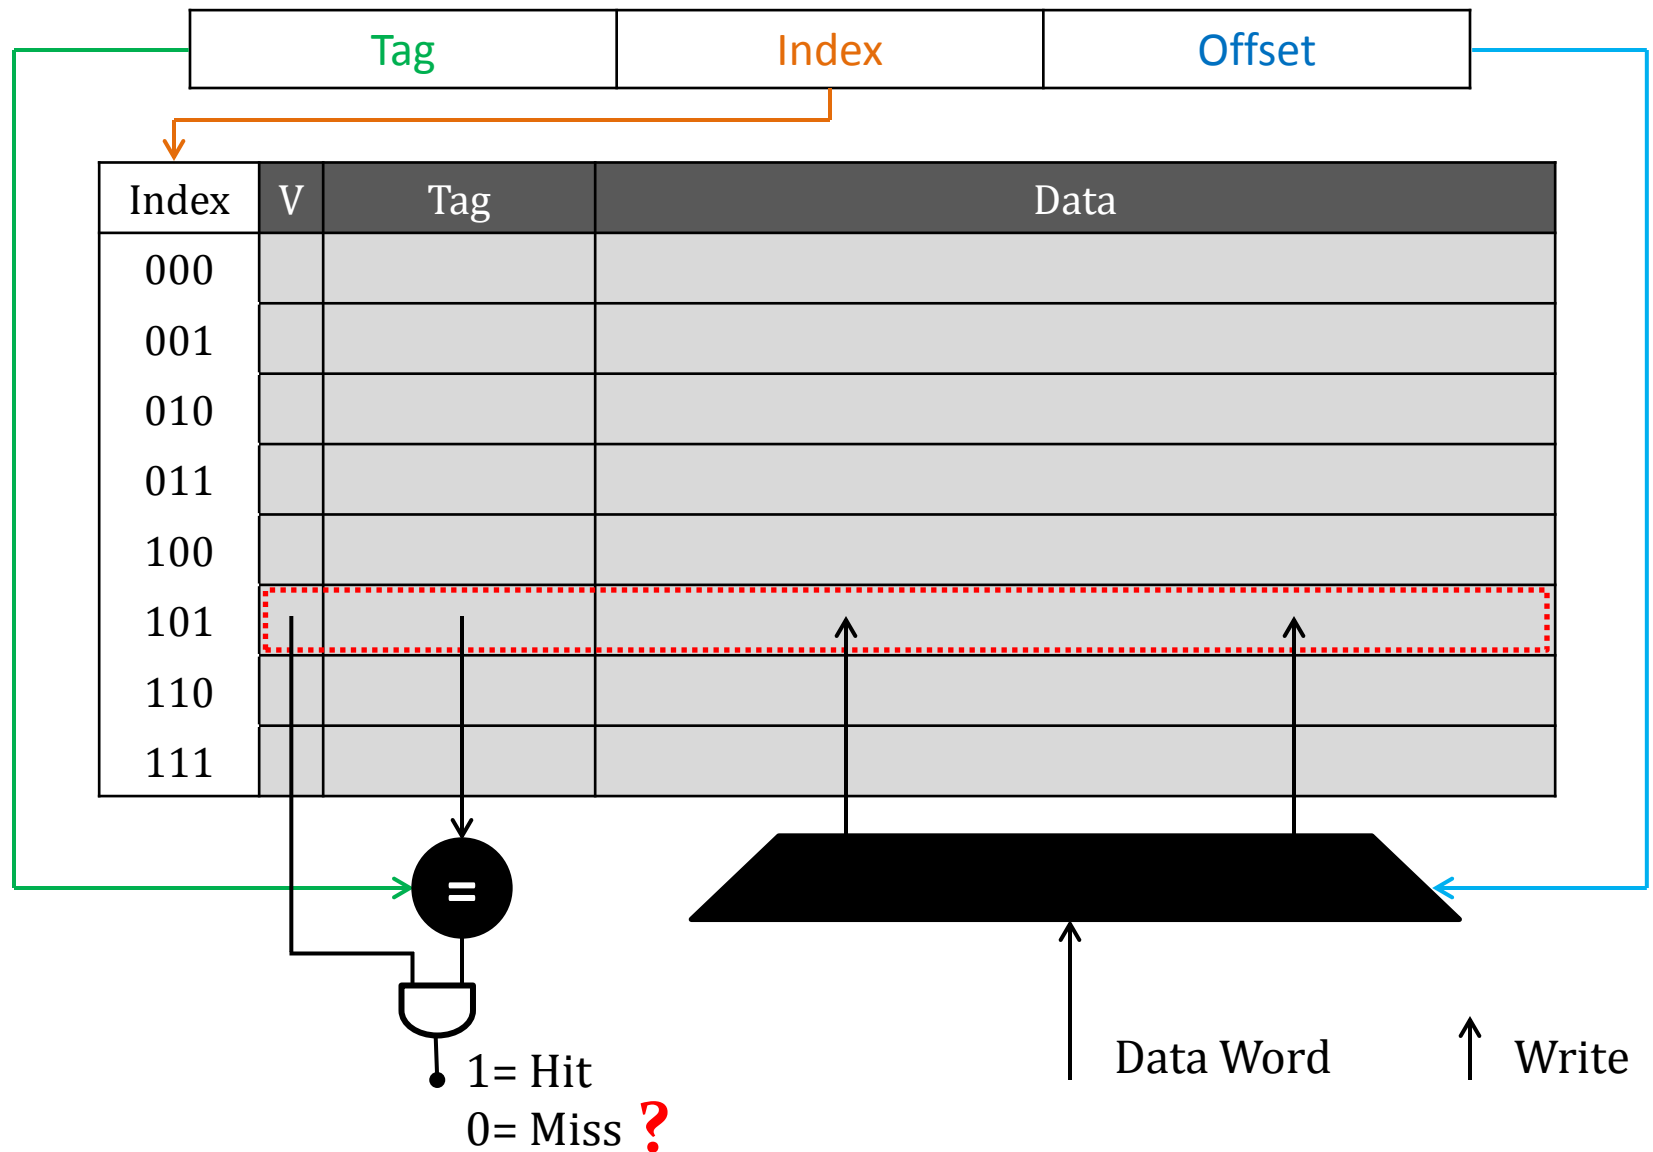 Tag Index Offset
Index V Tag Data
000
001
010
011
100
101
110
111
=
1= Hit
0= Miss ?
Data Word
Write